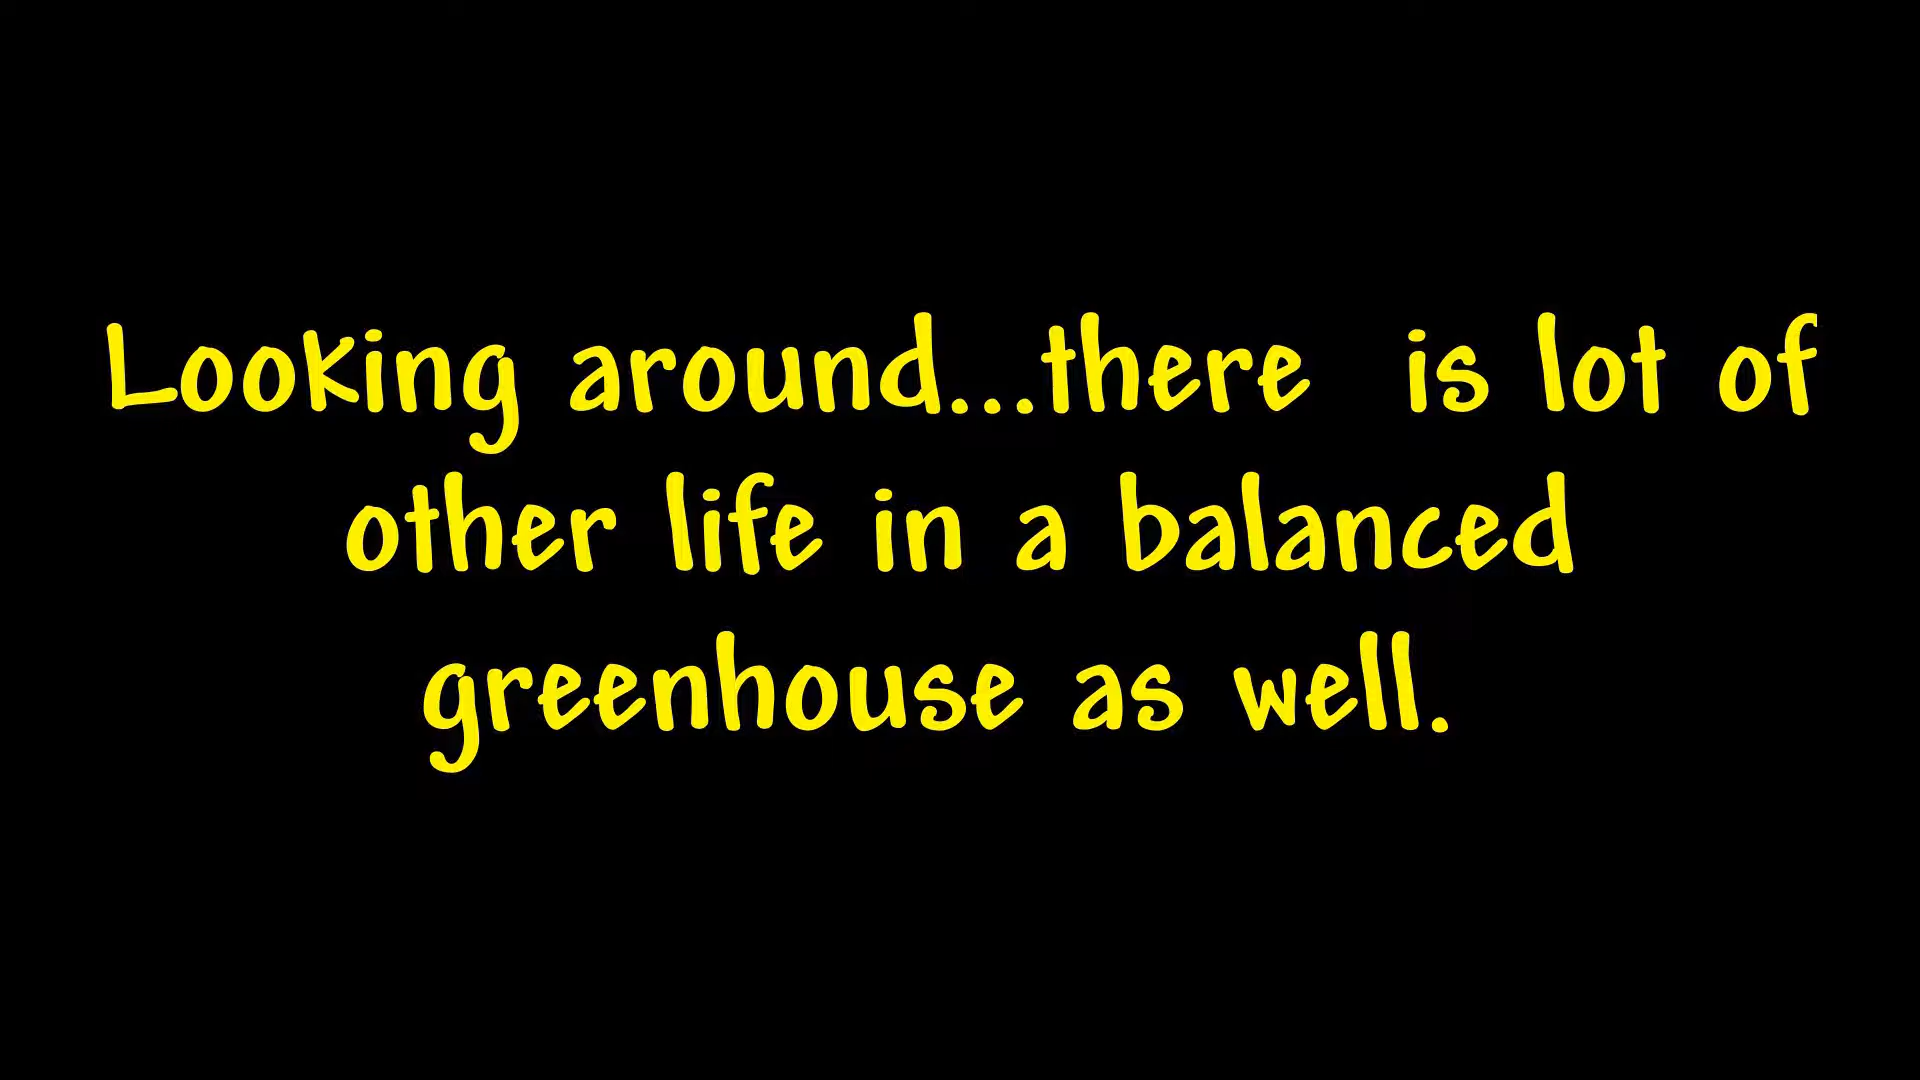 Looking around...there  is lot of
other life in a balanced
greenhouse as well.